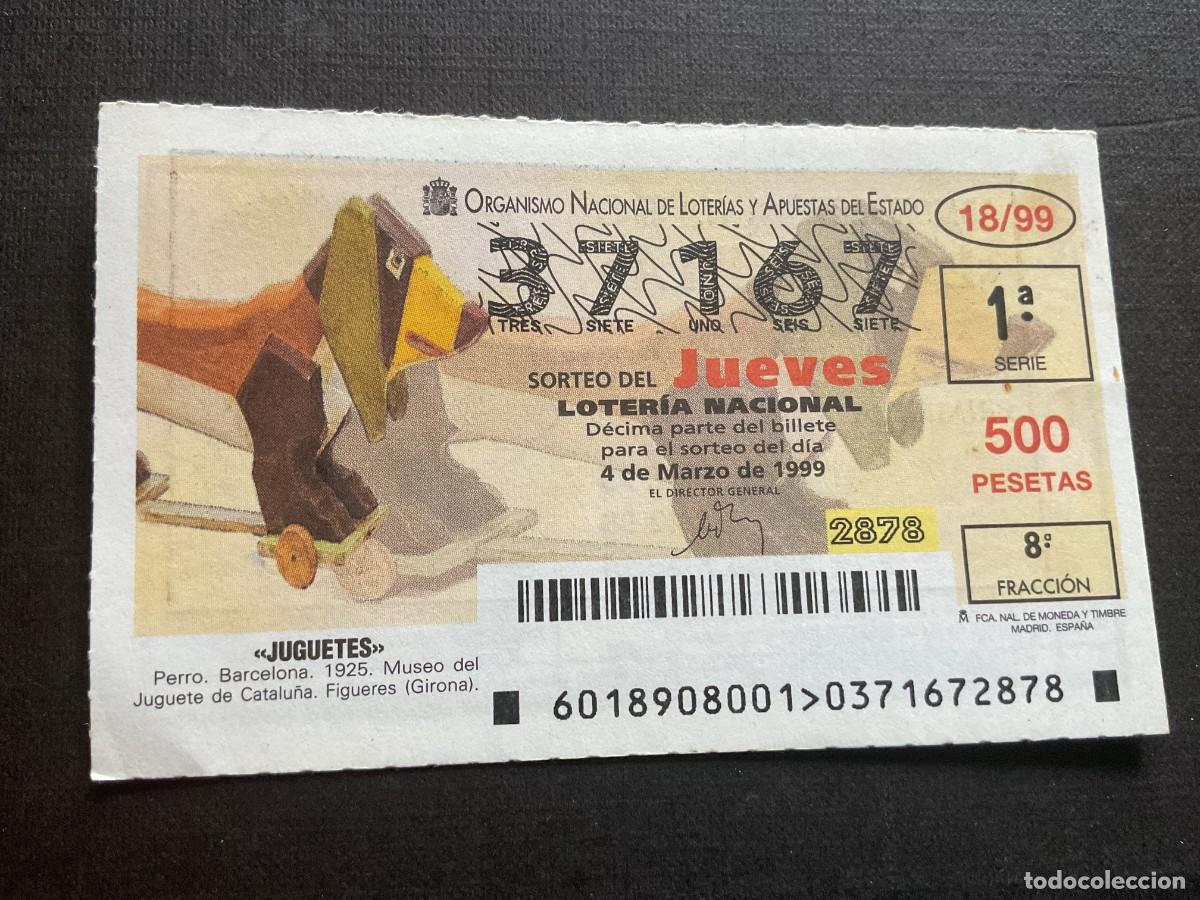 ORGANISMO NACIONAL DE LOTERÍAS Y APUESTAS DEL ESTADO
18/99
37167
TRES SIETE UNO SEIS SIETE
1ª
SERIE
SORTEO DEL Jueves
LOTERÍA NACIONAL
Décima parte del billete
para el sorteo del día
4 de Marzo de 1999
EL DIRECTOR GENERAL
500
PESETAS
2878
8ª
FRACCIÓN
FCA. NAL. DE MONEDA Y TIMBRE
MADRID. ESPAÑA
«JUGUETES»
Perro. Barcelona. 1925. Museo del
Juguete de Cataluña. Figueres (Girona).
6018908001>0371672878
todocoleccion